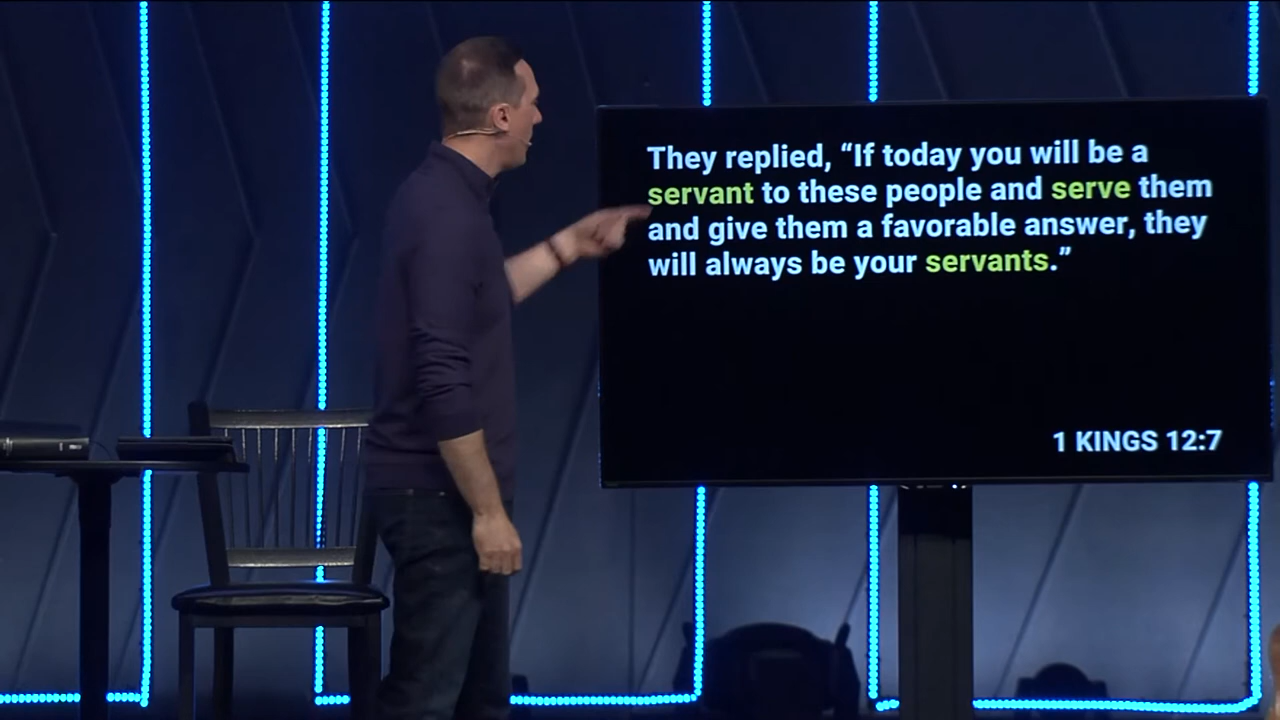 They replied, “If today you will be a
servant to these people and serve them
and give them a favorable answer, they
will always be your servants.”
1 KINGS 12:7